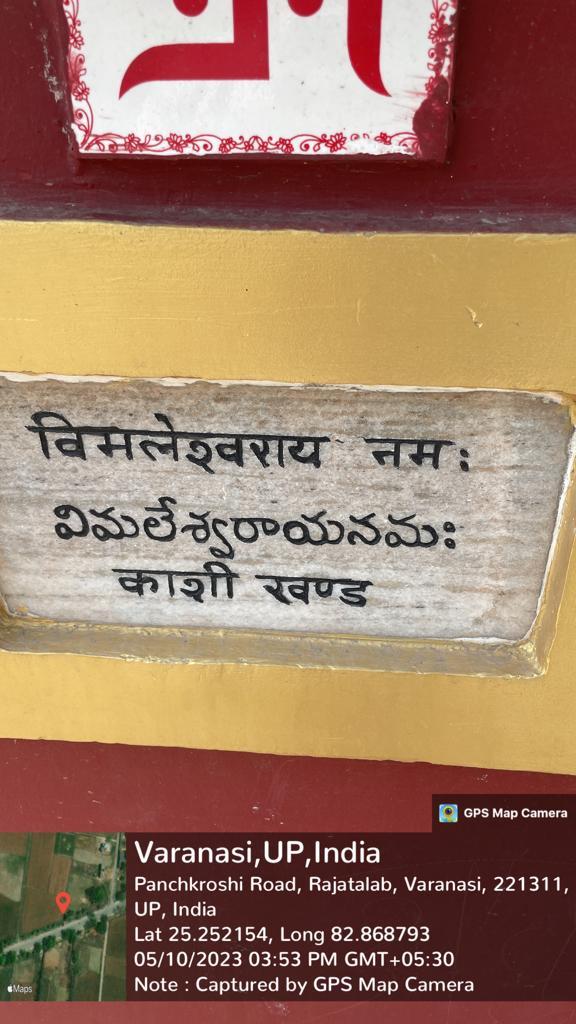 विमलेश्वराय नम:
విమలేశ్వరాయనమః
काशी खण्ड
GPS Map Camera
Varanasi,UP,India
Panchkroshi Road, Rajatalab, Varanasi, 221311,
UP, India
Lat 25.252154, Long 82.868793
05/10/2023 03:53 PM GMT+05:30
Note : Captured by GPS Map Camera
Maps